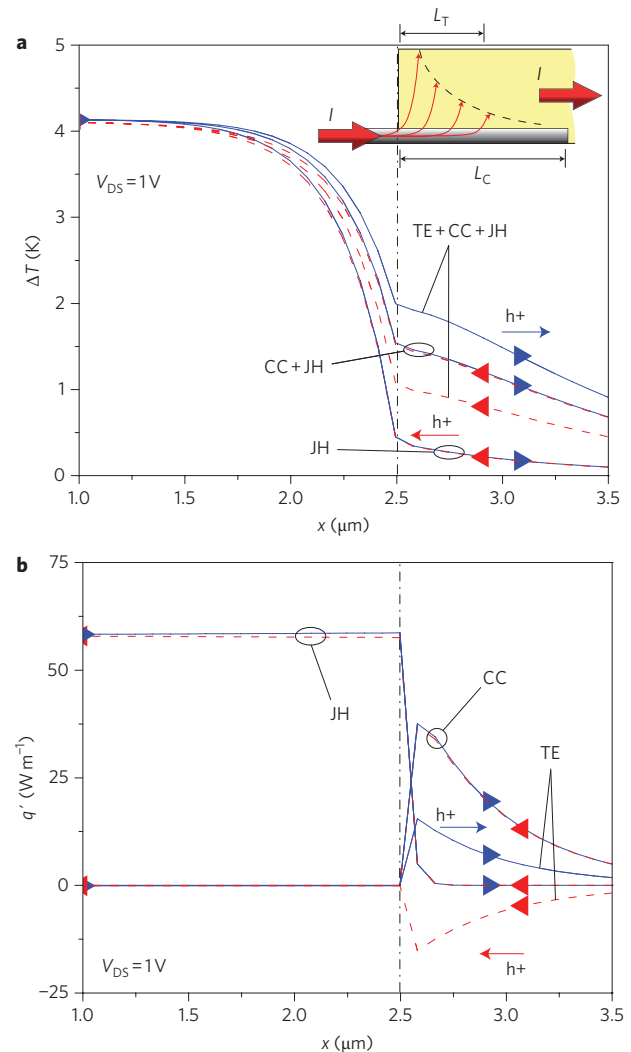 a
L_T
5
4
3
2
1
0
ΔT (K)
V_DS = 1 V
I
I
L_C
TE + CC + JH
h+
CC + JH
h+
JH
1.0 1.5 2.0 2.5 3.0 3.5
x (μm)
b
75
50
25
0
−25
q′ (W m⁻¹)
JH
CC
TE
h+
h+
V_DS = 1 V
1.0 1.5 2.0 2.5 3.0 3.5
x (μm)